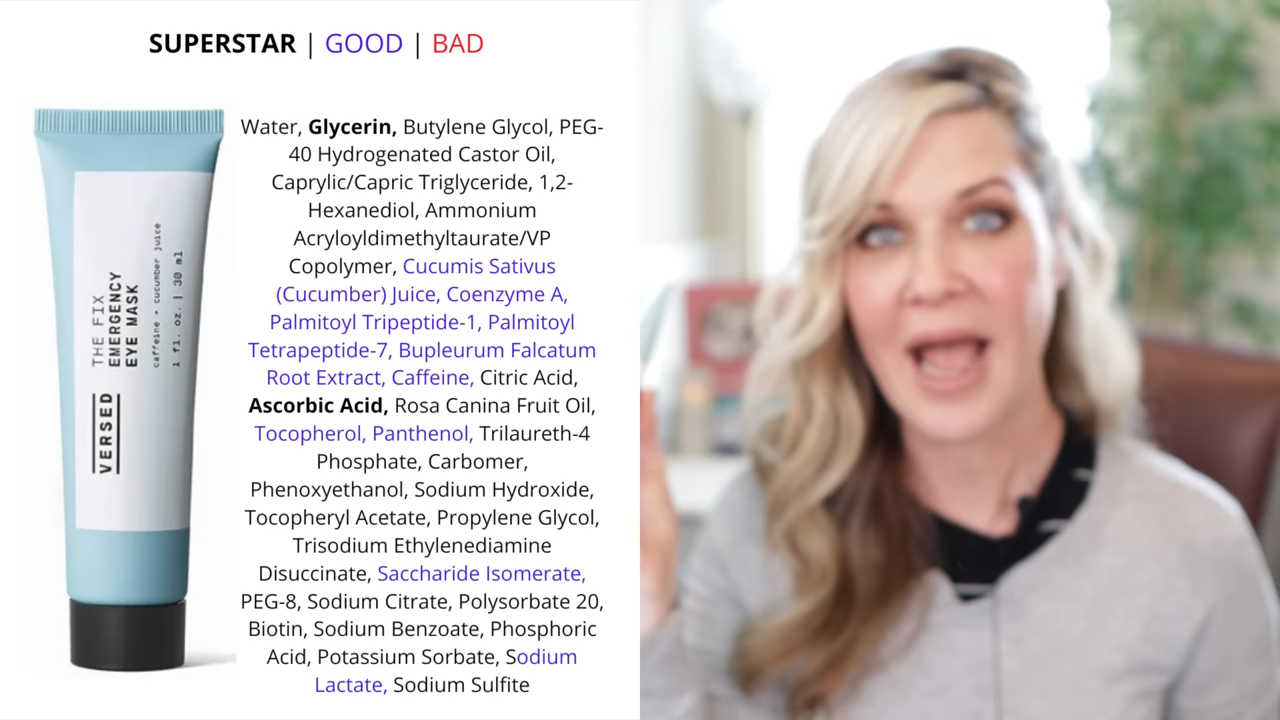 SUPERSTAR | GOOD | BAD
VERSED
THE FIX
EMERGENCY
EYE MASK
caffeine + cucumber juice
1 fl. oz. | 30 ml
Water, Glycerin, Butylene Glycol, PEG-
40 Hydrogenated Castor Oil,
Caprylic/Capric Triglyceride, 1,2-
Hexanediol, Ammonium
Acryloyldimethyltaurate/VP
Copolymer, Cucumis Sativus
(Cucumber) Juice, Coenzyme A,
Palmitoyl Tripeptide-1, Palmitoyl
Tetrapeptide-7, Bupleurum Falcatum
Root Extract, Caffeine, Citric Acid,
Ascorbic Acid, Rosa Canina Fruit Oil,
Tocopherol, Panthenol, Trilaureth-4
Phosphate, Carbomer,
Phenoxyethanol, Sodium Hydroxide,
Tocopheryl Acetate, Propylene Glycol,
Trisodium Ethylenediamine
Disuccinate, Saccharide Isomerate,
PEG-8, Sodium Citrate, Polysorbate 20,
Biotin, Sodium Benzoate, Phosphoric
Acid, Potassium Sorbate, Sodium
Lactate, Sodium Sulfite